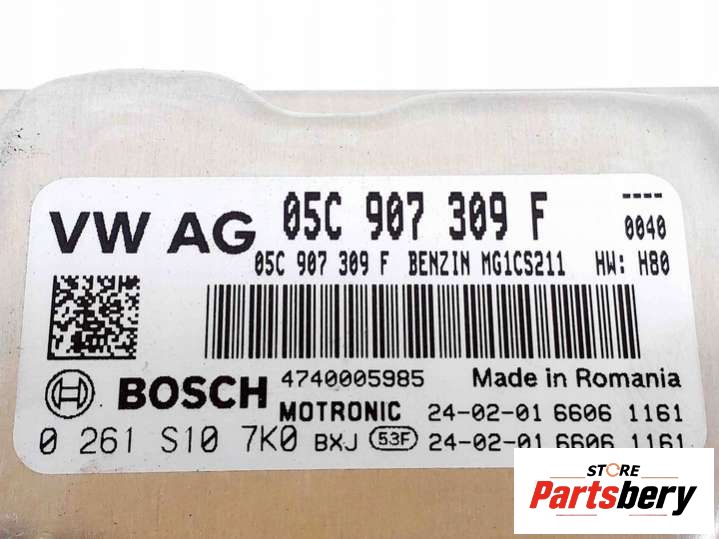 VW AG 05C 907 309 F ----
0040
05C 907 309 F BENZIN MG1CS211 HW: H80
BOSCH 4740005985 Made in Romania
MOTRONIC 24-02-01 6606 1161
0 261 S10 7K0 BXJ 53F 24-02-01 6606 1161
STORE
Partsbery